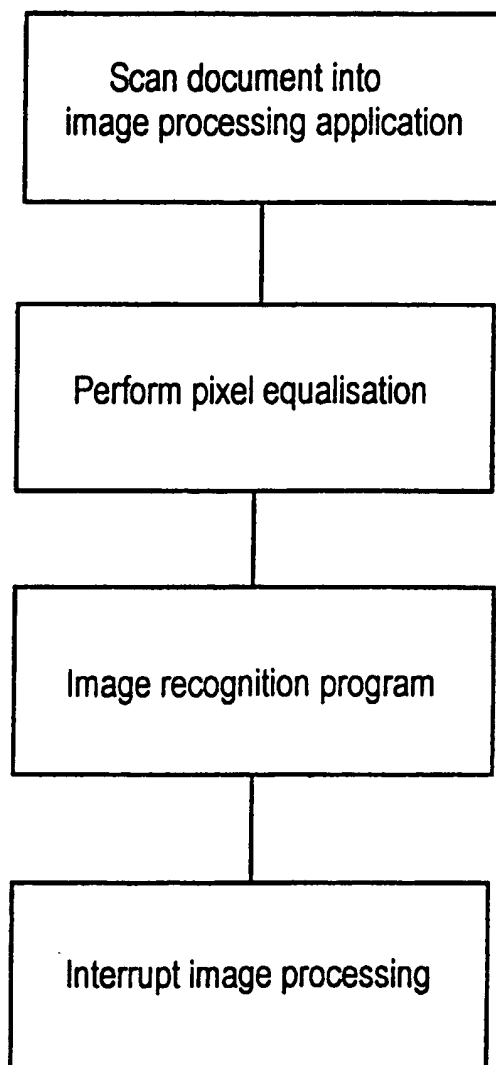 Scan document into
image processing application
Perform pixel equalisation
Image recognition program
Interrupt image processing